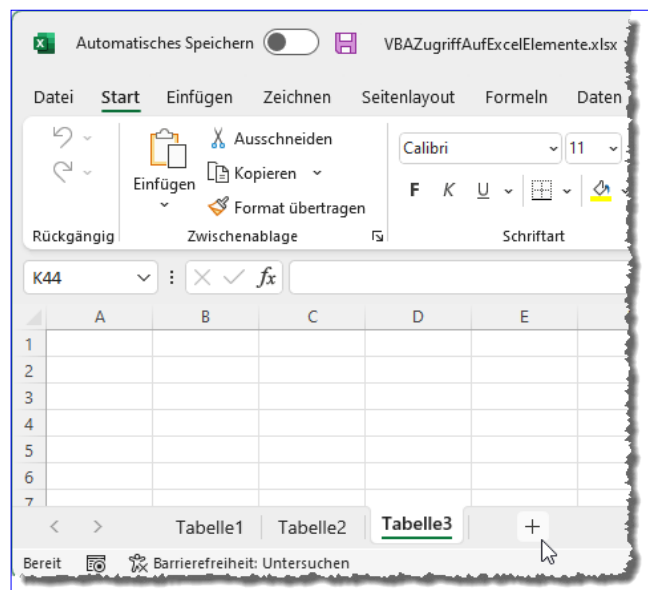 Automatisches Speichern VBAZugriffAufExcelElemente.xlsx
Datei Start Einfügen Zeichnen Seitenlayout Formeln Daten
Ausschneiden
Einfügen
Kopieren
Format übertragen
Calibri 11
F K U
Rückgängig Zwischenablage Schriftart
K44 fx
A B C D E
1
2
3
4
5
6
7
Tabelle1 Tabelle2 Tabelle3 +
Bereit Barrierefreiheit: Untersuchen